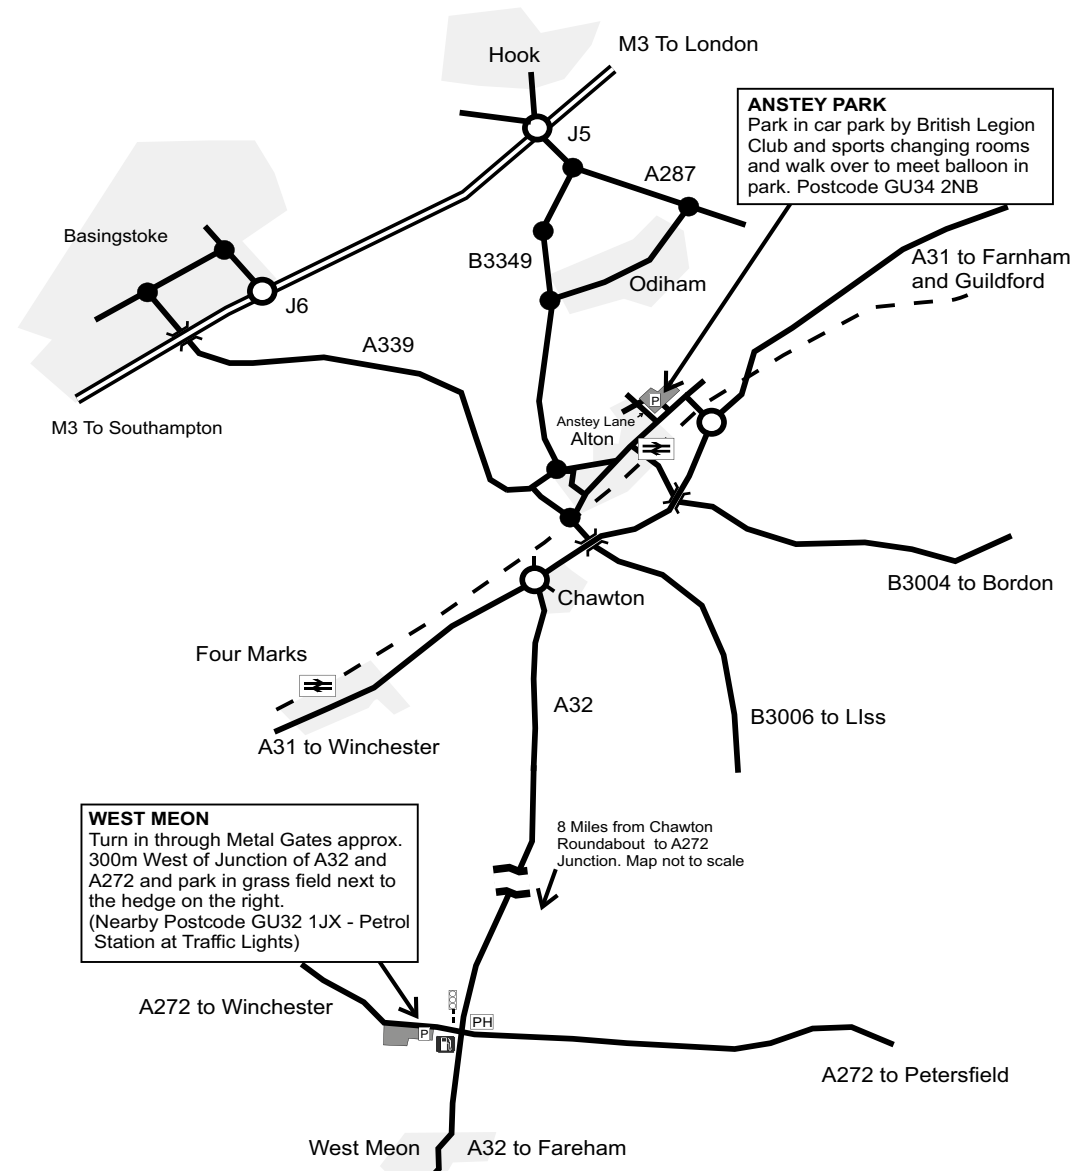 M3 To London
Hook
J5
ANSTEY PARK
Park in car park by British Legion
Club and sports changing rooms
and walk over to meet balloon in
park. Postcode GU34 2NB
A287
Basingstoke
B3349
A31 to Farnham
and Guildford
Odiham
J6
A339
P
M3 To Southampton
Anstey Lane
Alton
B3004 to Bordon
Chawton
Four Marks
A32
B3006 to LIss
A31 to Winchester
WEST MEON
Turn in through Metal Gates approx.
300m West of Junction of A32 and
A272 and park in grass field next to
the hedge on the right.
(Nearby Postcode GU32 1JX - Petrol
Station at Traffic Lights)
8 Miles from Chawton
Roundabout to A272
Junction. Map not to scale
A272 to Winchester
PH
P
A272 to Petersfield
West Meon
A32 to Fareham